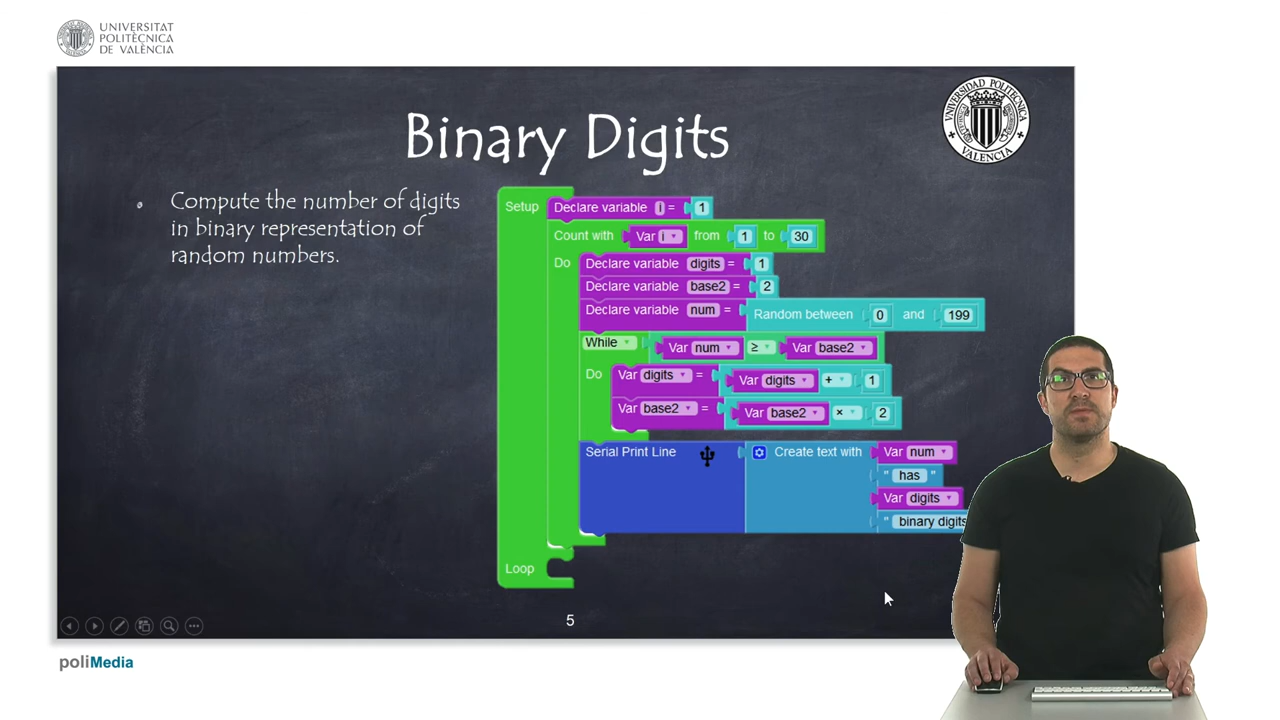 UNIVERSITAT
POLITÈCNICA
DE VALÈNCIA
UNIVERSIDAD POLITECNICA
VALENCIA
Binary Digits
Compute the number of digits
in binary representation of
random numbers.
Setup Declare variable i = 1
Count with Var i from 1 to 30
Do Declare variable digits = 1
Declare variable base2 = 2
Declare variable num = Random between 0 and 199
While Var num ≥ Var base2
Do Var digits = Var digits + 1
Var base2 = Var base2 × 2
Serial Print Line Create text with Var num
" has "
Var digits
" binary digits
Loop
5
poliMedia